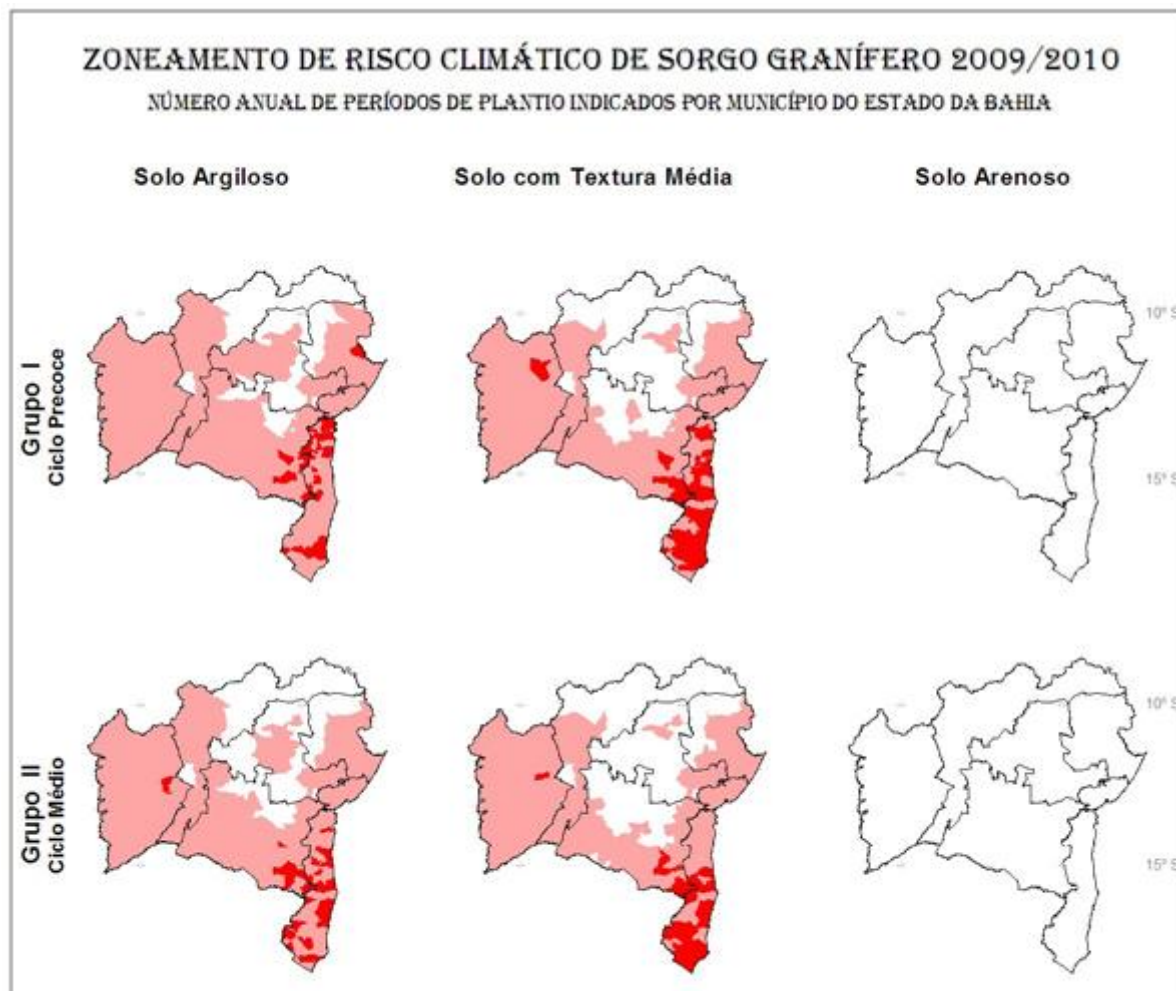 ZONEAMENTO DE RISCO CLIMÁTICO DE SORGO GRANÍFERO 2009/2010
NÚMERO ANUAL DE PERÍODOS DE PLANTIO INDICADOS POR MUNICÍPIO DO ESTADO DA BAHIA
Solo Argiloso
Solo com Textura Média
Solo Arenoso
Grupo I
Ciclo Precoce
10° S
15° S
Grupo II
Ciclo Médio
10° S
15° S